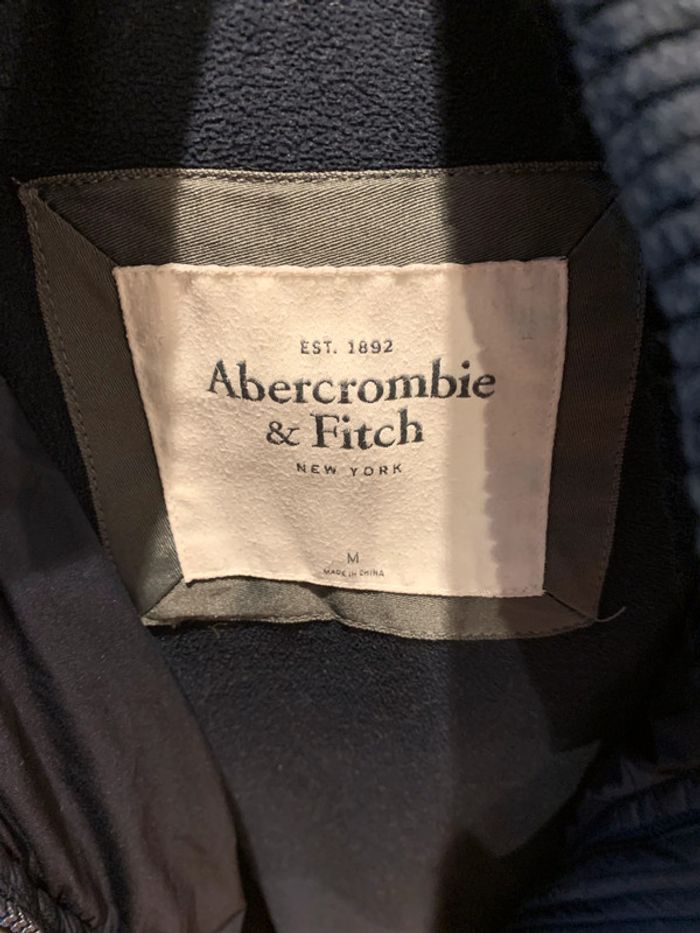 EST. 1892
Abercrombie
& Fitch
NEW YORK
M
MADE IN CHINA